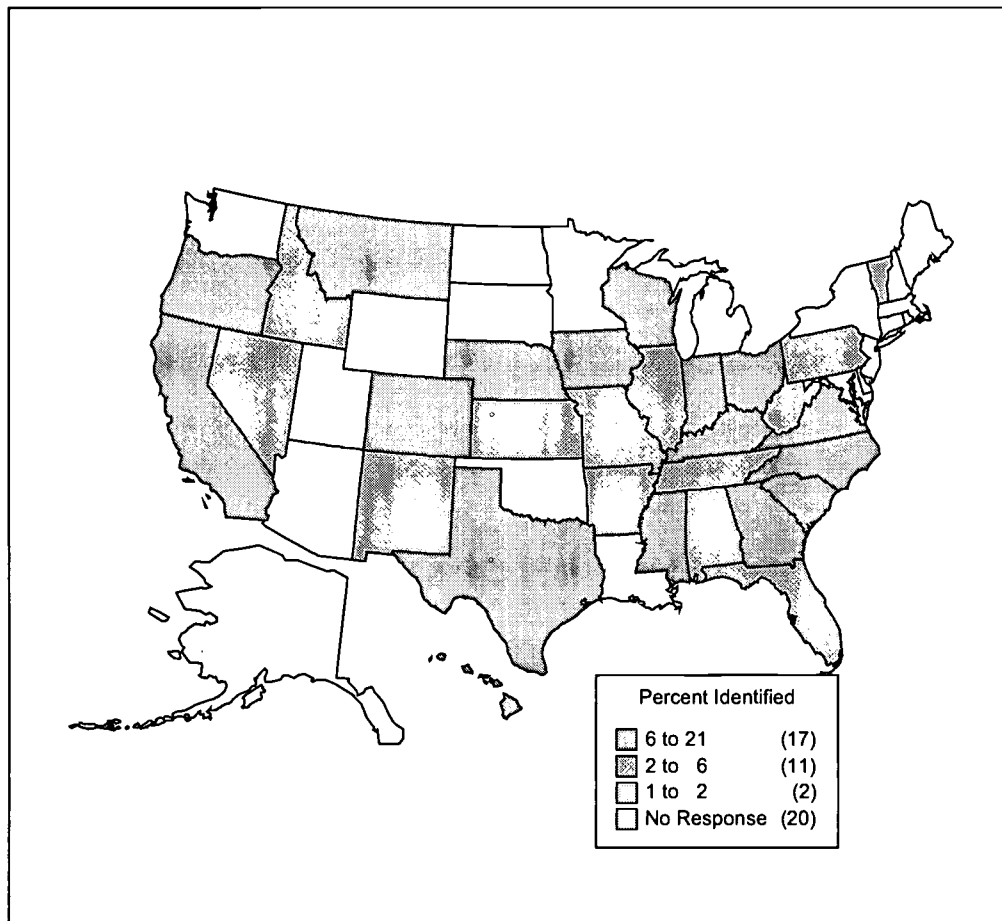 Percent Identified
6 to 21 (17)
2 to 6 (11)
1 to 2 (2)
No Response (20)